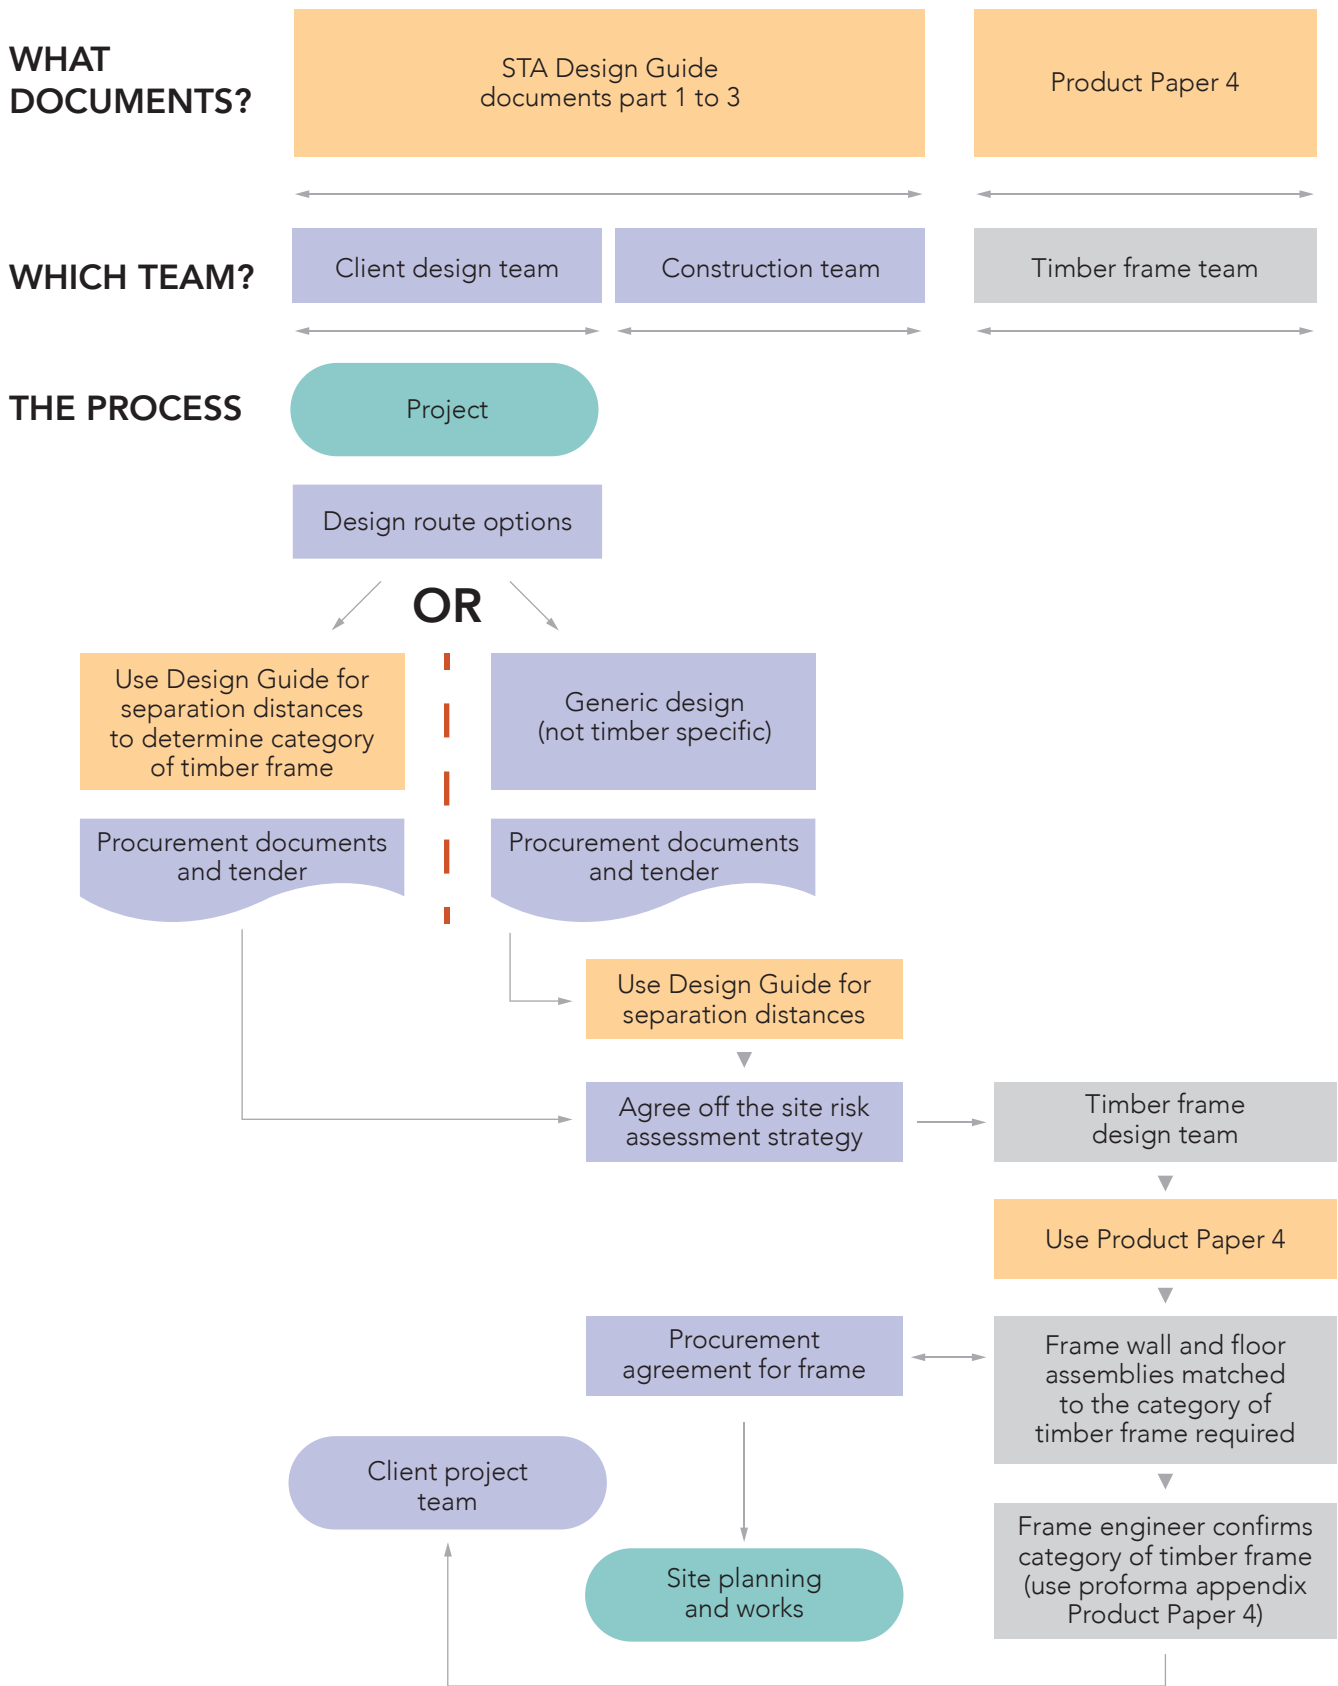 WHAT
DOCUMENTS?
STA Design Guide
documents part 1 to 3
Product Paper 4
WHICH TEAM?
Client design team
Construction team
Timber frame team
THE PROCESS
Project
Design route options
OR
Use Design Guide for
separation distances
to determine category
of timber frame
Generic design
(not timber specific)
Procurement documents
and tender
Procurement documents
and tender
Use Design Guide for
separation distances
Agree off the site risk
assessment strategy
Timber frame
design team
Use Product Paper 4
Procurement
agreement for frame
Frame wall and floor
assemblies matched
to the category of
timber frame required
Client project
team
Site planning
and works
Frame engineer confirms
category of timber frame
(use proforma appendix
Product Paper 4)